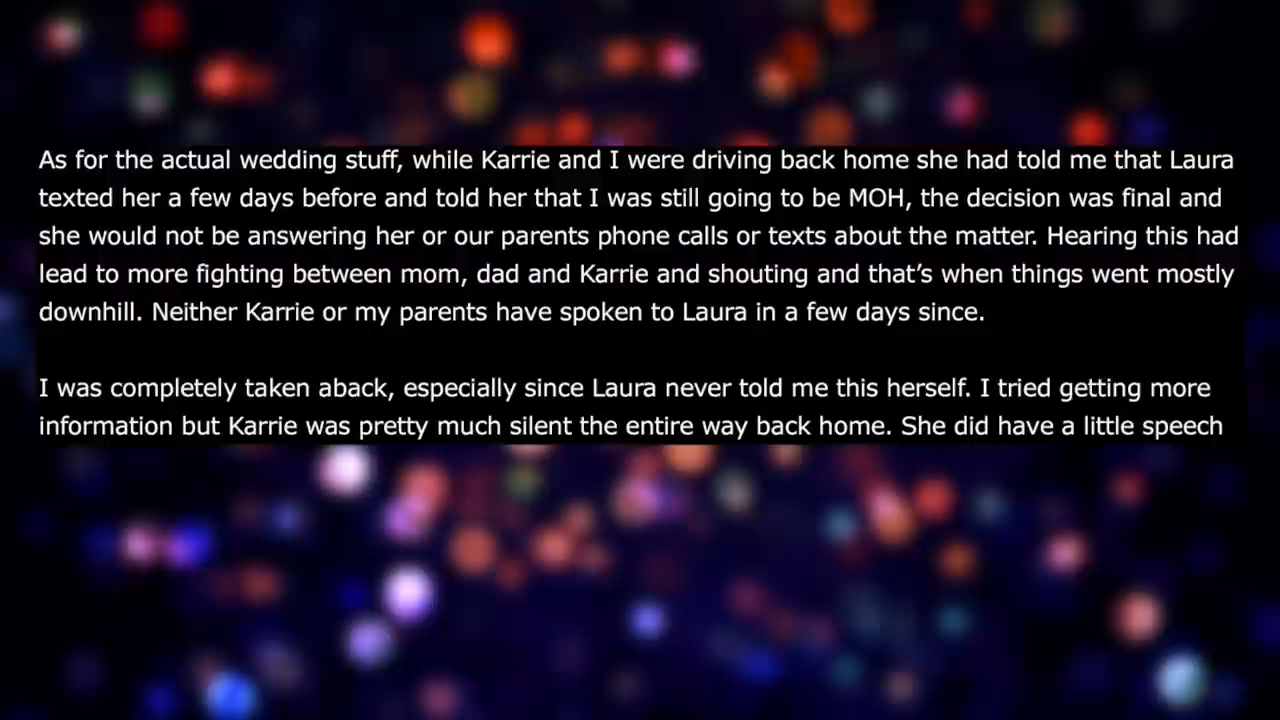 As for the actual wedding stuff, while Karrie and I were driving back home she had told me that Laura
texted her a few days before and told her that I was still going to be MOH, the decision was final and
she would not be answering her or our parents phone calls or texts about the matter. Hearing this had
lead to more fighting between mom, dad and Karrie and shouting and that’s when things went mostly
downhill. Neither Karrie or my parents have spoken to Laura in a few days since.
I was completely taken aback, especially since Laura never told me this herself. I tried getting more
information but Karrie was pretty much silent the entire way back home. She did have a little speech